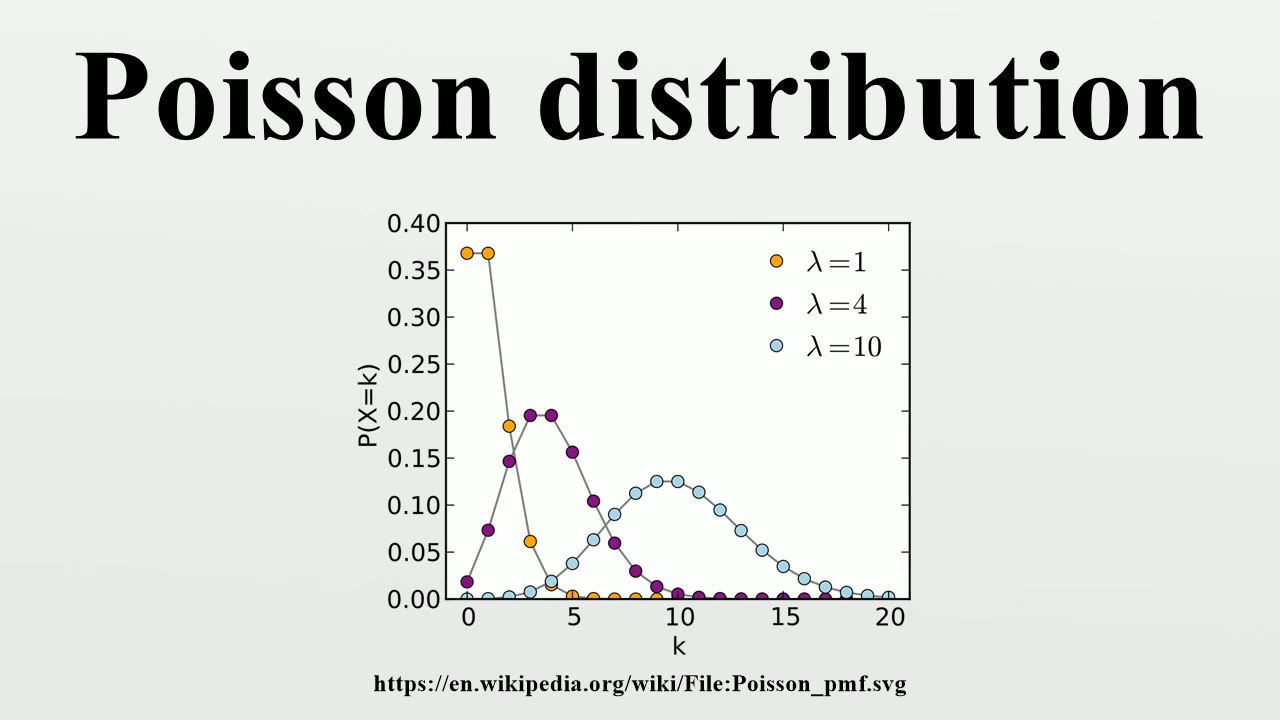 Poisson distribution
0.40
λ=1
0.35
λ=4
0.30
λ=10
0.25
P(X=k)
0.20
0.15
0.10
0.05
0.00
0 5 10 15 20
k
https://en.wikipedia.org/wiki/File:Poisson_pmf.svg